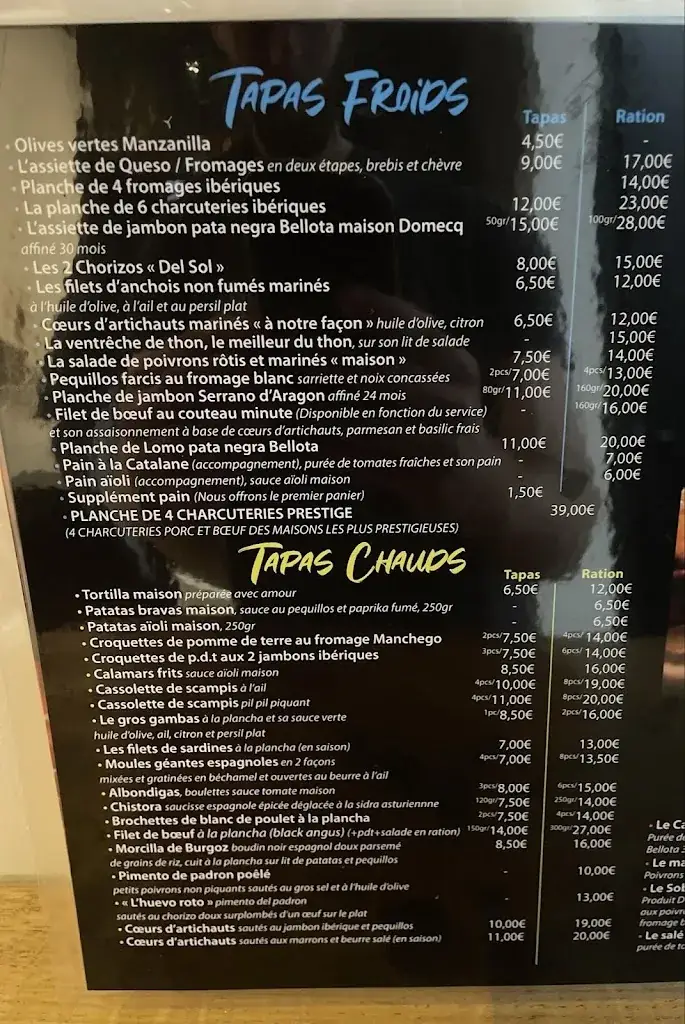 TAPAS FROIDS
Tapas Ration
• Olives vertes Manzanilla 4,50€ -
• L'assiette de Queso / Fromages en deux étapes, brebis et chèvre 9,00€ 17,00€
• Planche de 4 fromages ibériques 14,00€
• La planche de 6 charcuteries ibériques 12,00€ 23,00€
• L'assiette de jambon pata negra Bellota maison Domecq 50gr/15,00€ 100gr/28,00€
affiné 30 mois
• Les 2 Chorizos « Del Sol » 8,00€ 15,00€
• Les filets d'anchois non fumés marinés 6,50€ 12,00€
à l'huile d'olive, à l'ail et au persil plat
• Cœurs d'artichauts marinés « à notre façon » huile d'olive, citron 6,50€ 12,00€
• La ventrêche de thon, le meilleur du thon, sur son lit de salade - 15,00€
• La salade de poivrons rôtis et marinés « maison » 7,50€ 14,00€
• Pequillos farcis au fromage blanc sarriette et noix concassées 2pcs/7,00€ 4pcs/13,00€
• Planche de jambon Serrano d'Aragon affiné 24 mois 80gr/11,00€ 160gr/20,00€
• Filet de bœuf au couteau minute (Disponible en fonction du service) - 160gr/16,00€
et son assaisonnement à base de cœurs d'artichauts, parmesan et basilic frais
• Planche de Lomo pata negra Bellota 11,00€ 20,00€
• Pain à la Catalane (accompagnement), purée de tomates fraîches et son pain - 7,00€
• Pain aïoli (accompagnement), sauce aïoli maison - 6,00€
• Supplément pain (Nous offrons le premier panier) 1,50€
• PLANCHE DE 4 CHARCUTERIES PRESTIGE 39,00€
(4 CHARCUTERIES PORC ET BŒUF DES MAISONS LES PLUS PRESTIGIEUSES)
TAPAS CHAUDS
Tapas Ration
• Tortilla maison préparée avec amour 6,50€ 12,00€
• Patatas bravas maison, sauce au pequillos et paprika fumé, 250gr - 6,50€
• Patatas aïoli maison, 250gr - 6,50€
• Croquettes de pomme de terre au fromage Manchego 2pcs/7,50€ 4pcs/14,00€
• Croquettes de p.d.t aux 2 jambons ibériques 3pcs/7,50€ 6pcs/14,00€
• Calamars frits sauce aïoli maison 8,50€ 16,00€
• Cassolette de scampis à l'ail 4pcs/10,00€ 8pcs/19,00€
• Cassolette de scampis pil pil piquant 4pcs/11,00€ 8pcs/20,00€
• Le gros gambas à la plancha et sa sauce verte 1pc/8,50€ 2pcs/16,00€
huile d'olive, ail, citron et persil plat
• Les filets de sardines à la plancha (en saison) 7,00€ 13,00€
• Moules géantes espagnoles en 2 façons 4pcs/7,00€ 8pcs/13,50€
mixées et gratinées en béchamel et ouvertes au beurre à l'ail
• Albondigas, boulettes sauce tomate maison 3pcs/8,00€ 6pcs/15,00€
• Chistora saucisse espagnole épicée déglacée à la sidra asturiennne 120gr/7,50€ 250gr/14,00€
• Brochettes de blanc de poulet à la plancha 2pcs/7,50€ 4pcs/14,00€
• Filet de bœuf à la plancha (black angus) (+pdt+salade en ration) 150gr/14,00€ 300gr/27,00€
• Morcilla de Burgoz boudin noir espagnol doux parsemé 8,50€ 16,00€
de grains de riz, cuit à la plancha sur lit de patatas et pequillos
• Pimento de padron poêlé - 10,00€
petits poivrons non piquants sautés au gros sel et à l'huile d'olive
• « L'huevo roto » pimento del padron - 13,00€
sautés au chorizo doux surplombés d'un œuf sur le plat
• Cœurs d'artichauts sautés au jambon ibérique et pequillos 10,00€ 19,00€
• Cœurs d'artichauts sautés aux marrons et beurre salé (en saison) 11,00€ 20,00€
• Le
Purée
Bellota
• Le
Poivrons
• Le
Produit
aux
fromage
• Le salé
purée de